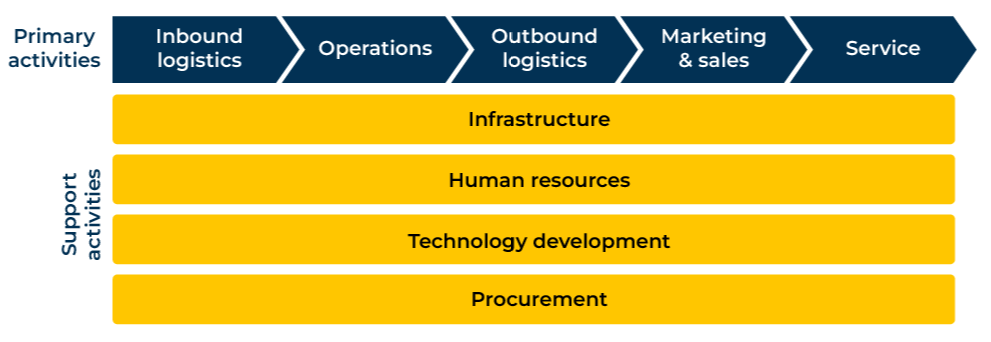 Primary
activities
Inbound
logistics
Operations
Outbound
logistics
Marketing
& sales
Service
Infrastructure
Support
activities
Human resources
Technology development
Procurement